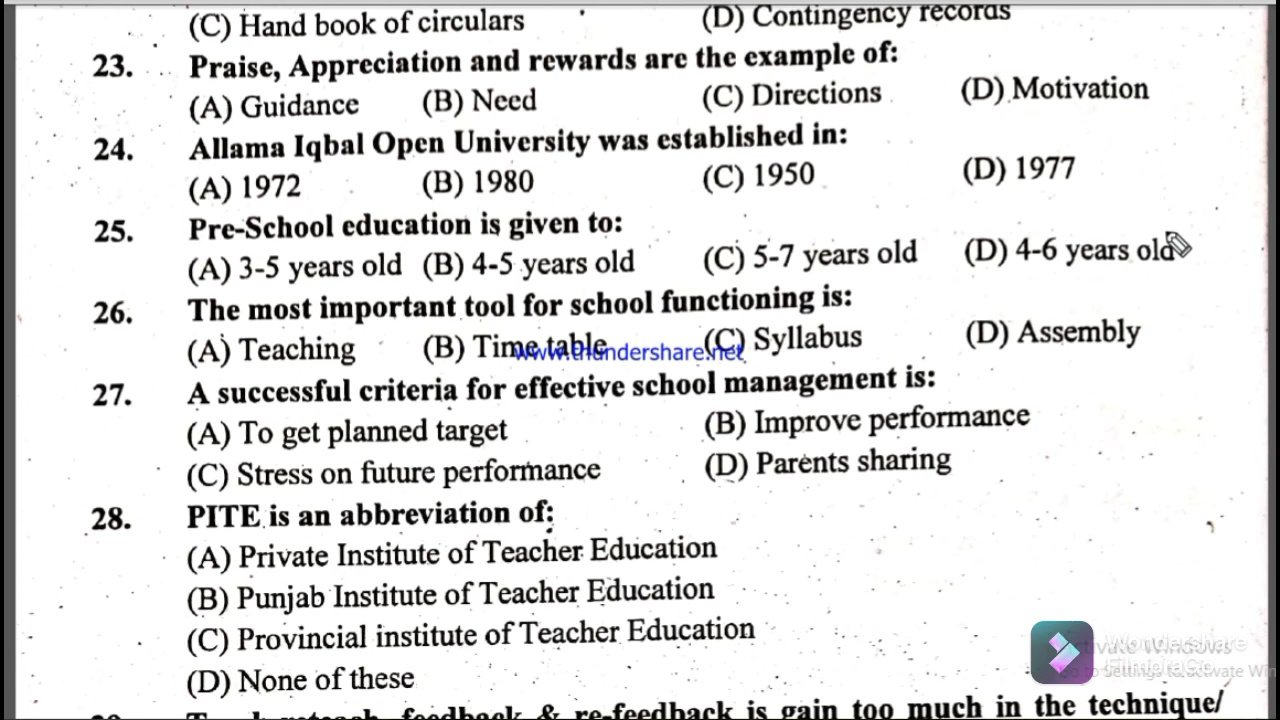 (C) Hand book of circulars (D) Contingency records
23. Praise, Appreciation and rewards are the example of:
(A) Guidance (B) Need (C) Directions (D) Motivation
24. Allama Iqbal Open University was established in:
(A) 1972 (B) 1980 (C) 1950 (D) 1977
25. Pre-School education is given to:
(A) 3-5 years old (B) 4-5 years old (C) 5-7 years old (D) 4-6 years old
26. The most important tool for school functioning is:
(A) Teaching (B) Time table (C) Syllabus (D) Assembly
www.thundershare.net
27. A successful criteria for effective school management is:
(A) To get planned target (B) Improve performance
(C) Stress on future performance (D) Parents sharing
28. PITE is an abbreviation of:
(A) Private Institute of Teacher Education
(B) Punjab Institute of Teacher Education
(C) Provincial institute of Teacher Education
(D) None of these
Wondershare
FilmoraGo
feedback & re-feedback is gain too much in the technique/